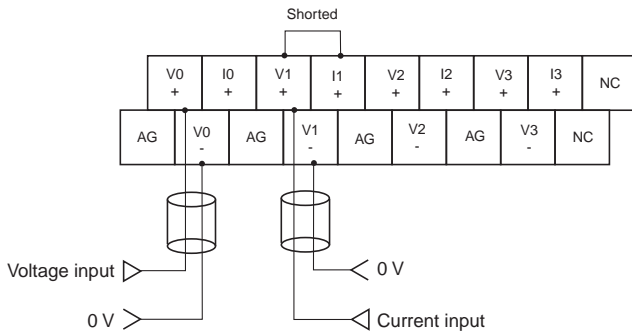 Shorted
V0 + I0 + V1 + I1 + V2 + I2 + V3 + I3 + NC
AG V0 - AG V1 - AG V2 - AG V3 - NC
Voltage input
0 V
0 V
Current input